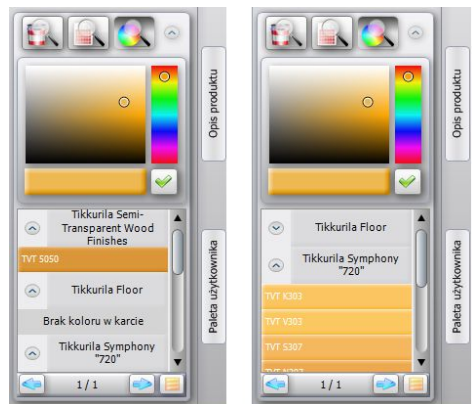 Opis produktu
Tikkurila Semi-
Transparent Wood
Finishes
TVT 5050
Tikkurila Floor
Brak koloru w karcie
Tikkurila Symphony
"720"
Paleta użytkownika
1/1
Opis produktu
Tikkurila Floor
Tikkurila Symphony
"720"
TVT K303
TVT V303
TVT S307
TVT N307
Paleta użytkownika
1/1